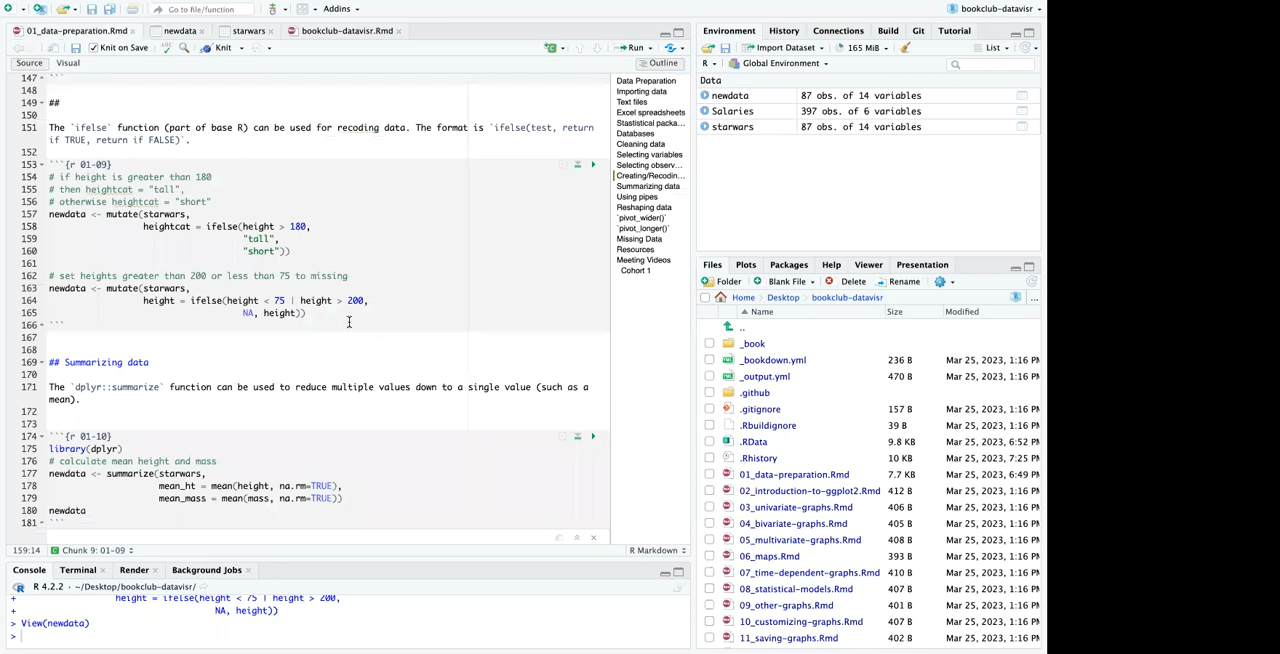 Go to file/function
Addins
bookclub-datavisr
01_data-preparation.Rmd
newdata
starwars
bookclub-datavisr.Rmd
Knit on Save
Knit
Run
Source
Visual
Outline
147 ```
148
149 ##
150
151 The `ifelse` function (part of base R) can be used for recoding data. The format is `ifelse(test, return
if TRUE, return if FALSE)`.
152
153 ```{r 01-09}
154 # if height is greater than 180
155 # then heightcat = "tall",
156 # otherwise heightcat = "short"
157 newdata <- mutate(starwars,
158 heightcat = ifelse(height > 180,
159 "tall",
160 "short"))
161
162 # set heights greater than 200 or less than 75 to missing
163 newdata <- mutate(starwars,
164 height = ifelse(height < 75 | height > 200,
165 NA, height))
166 ```
167
168
169 ## Summarizing data
170
171 The `dplyr::summarize` function can be used to reduce multiple values down to a single value (such as a
mean).
172
173
174 ```{r 01-10}
175 library(dplyr)
176 # calculate mean height and mass
177 newdata <- summarize(starwars,
178 mean_ht = mean(height, na.rm=TRUE),
179 mean_mass = mean(mass, na.rm=TRUE))
180 newdata
181 ```
159:14 Chunk 9: 01-09 R Markdown
Data Preparation
Importing data
Text files
Excel spreadsheets
Statistical packa...
Databases
Cleaning data
Selecting variables
Selecting observ...
Creating/Recodin...
Summarizing data
Using pipes
Reshaping data
`pivot_wider()`
`pivot_longer()`
Missing Data
Resources
Meeting Videos
Cohort 1
Console Terminal Render Background Jobs
R 4.2.2 · ~/Desktop/bookclub-datavisr/
+ height = ifelse(height < 75 | height > 200,
+ NA, height))
> View(newdata)
>
Environment History Connections Build Git Tutorial
Import Dataset 165 MiB List
R Global Environment
Data
newdata 87 obs. of 14 variables
Salaries 397 obs. of 6 variables
starwars 87 obs. of 14 variables
Files Plots Packages Help Viewer Presentation
Folder Blank File Delete Rename
Home Desktop bookclub-datavisr ...
Name Size Modified
..
_book
_bookdown.yml 236 B Mar 25, 2023, 1:16 PM
_output.yml 470 B Mar 25, 2023, 1:16 PM
.github
.gitignore 157 B Mar 25, 2023, 1:16 PM
.Rbuildignore 39 B Mar 25, 2023, 1:16 PM
.RData 9.8 KB Mar 25, 2023, 6:52 PM
.Rhistory 10 KB Mar 25, 2023, 7:25 PM
01_data-preparation.Rmd 7.7 KB Mar 25, 2023, 6:49 PM
02_introduction-to-ggplot2.Rmd 412 B Mar 25, 2023, 1:16 PM
03_univariate-graphs.Rmd 406 B Mar 25, 2023, 1:16 PM
04_bivariate-graphs.Rmd 405 B Mar 25, 2023, 1:16 PM
05_multivariate-graphs.Rmd 408 B Mar 25, 2023, 1:16 PM
06_maps.Rmd 393 B Mar 25, 2023, 1:16 PM
07_time-dependent-graphs.Rmd 410 B Mar 25, 2023, 1:16 PM
08_statistical-models.Rmd 407 B Mar 25, 2023, 1:16 PM
09_other-graphs.Rmd 401 B Mar 25, 2023, 1:16 PM
10_customizing-graphs.Rmd 407 B Mar 25, 2023, 1:16 PM
11_saving-graphs.Rmd 402 B Mar 25, 2023, 1:16 PM